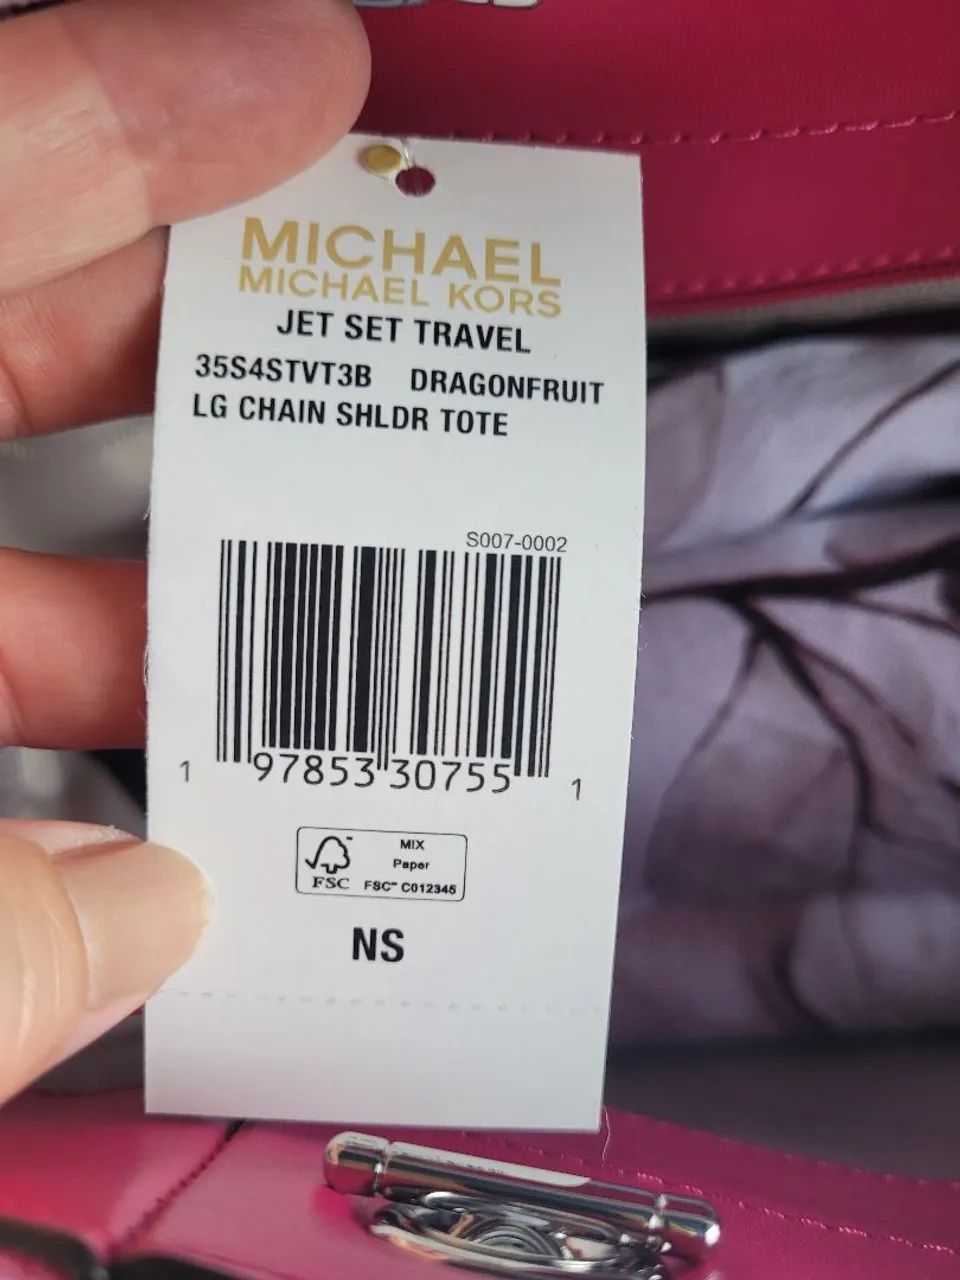 MICHAEL
MICHAEL KORS
JET SET TRAVEL
35S4STVT3B DRAGONFRUIT
LG CHAIN SHLDR TOTE
S007-0002
1 97853 30755 1
MIX
Paper
FSC™ C012345
FSC
NS